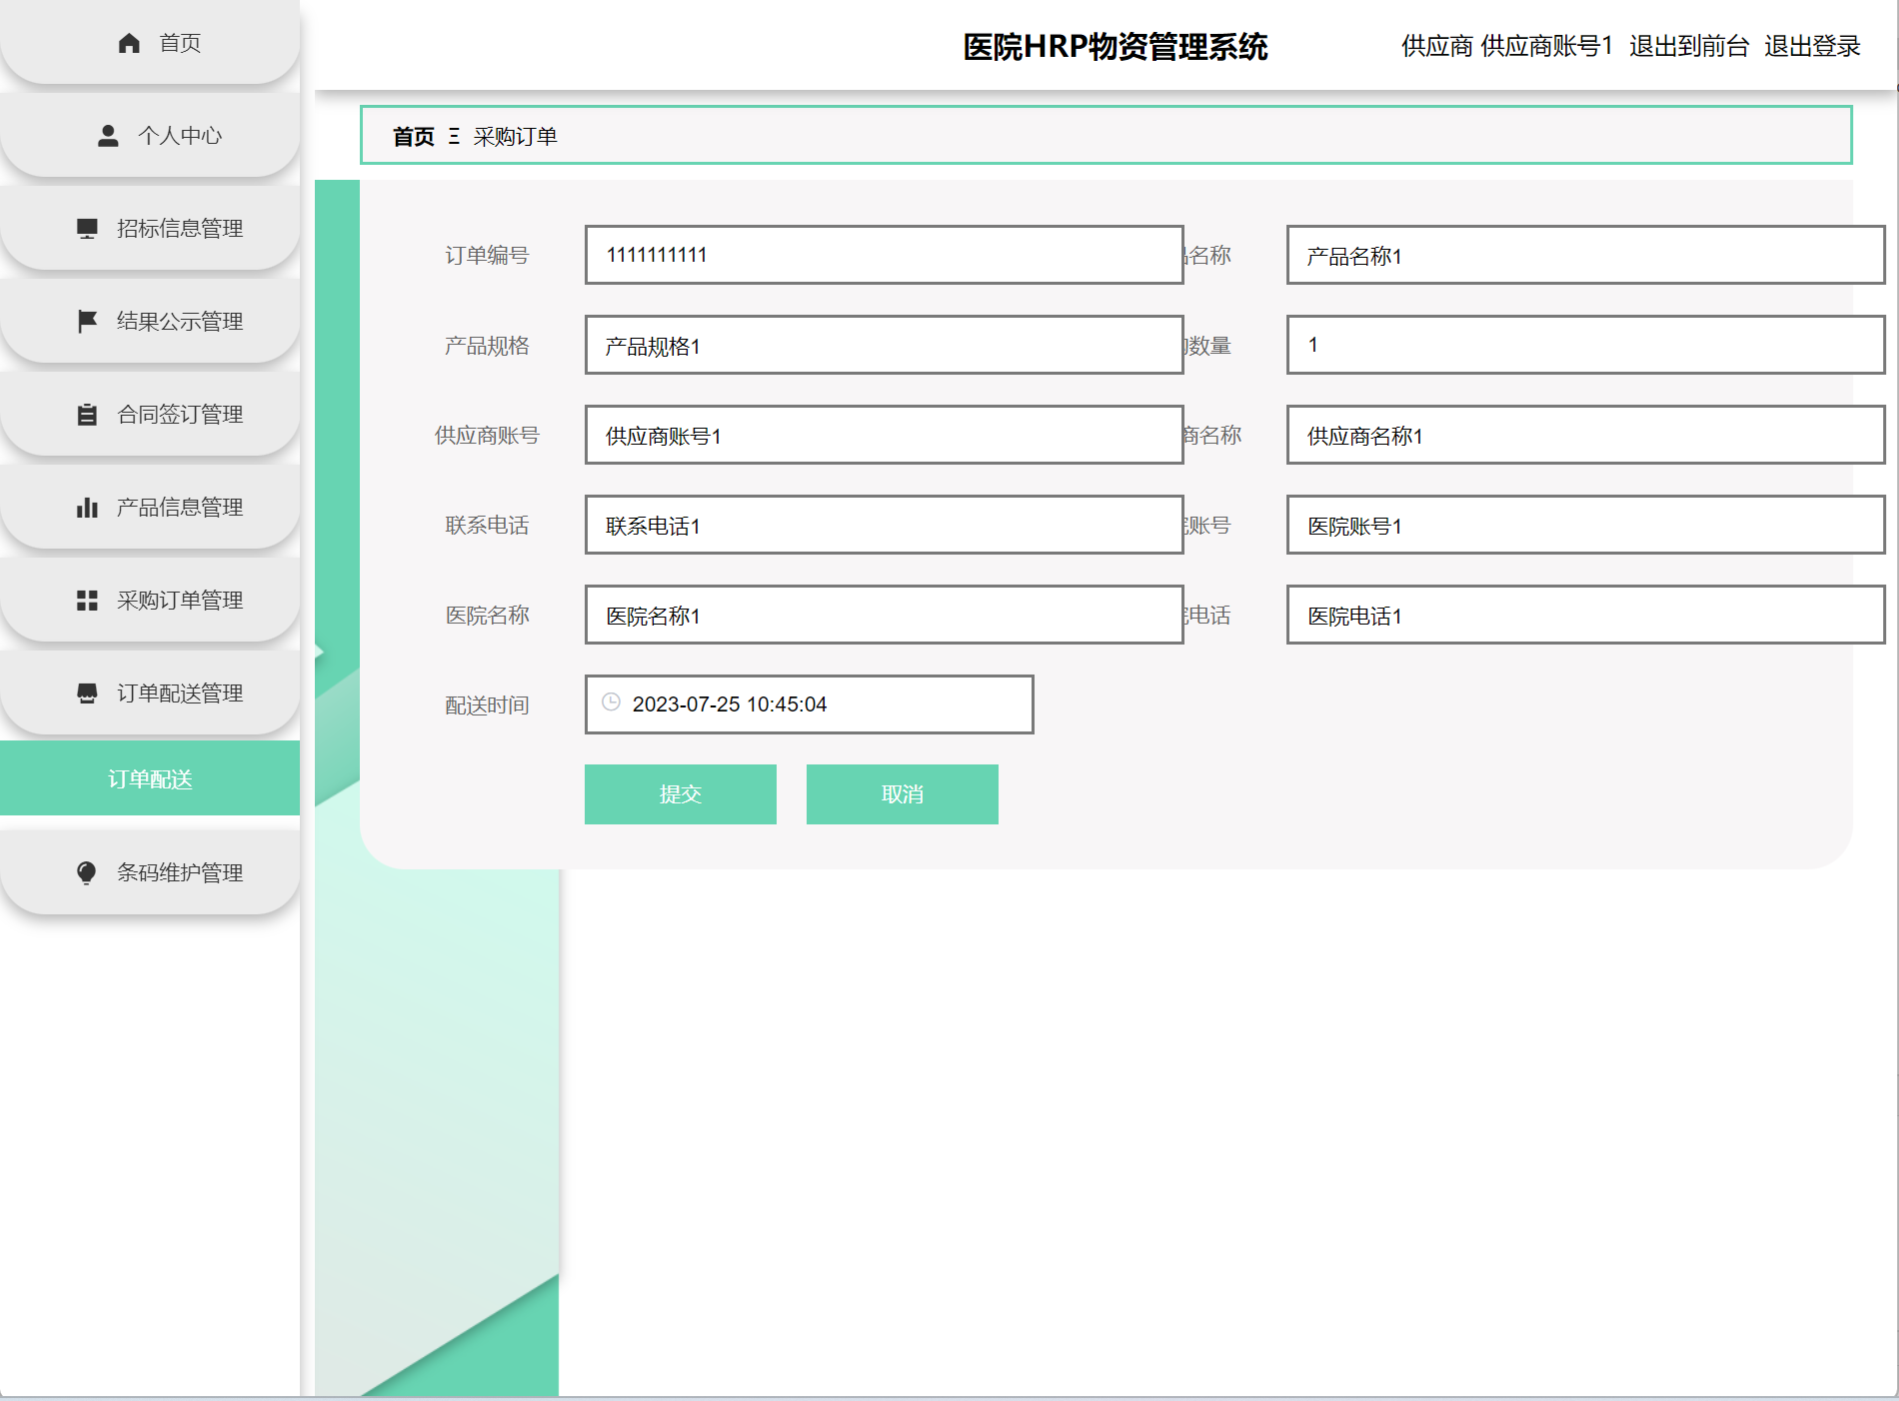 首页
个人中心
招标信息管理
结果公示管理
合同签订管理
产品信息管理
采购订单管理
订单配送管理
订单配送
条码维护管理
医院HRP物资管理系统
供应商 供应商账号1 退出到前台 退出登录
首页 Ξ 采购订单
订单编号 1111111111 名称 产品名称1
产品规格 产品规格1 数量 1
供应商账号 供应商账号1 商名称 供应商名称1
联系电话 联系电话1 账号 医院账号1
医院名称 医院名称1 电话 医院电话1
配送时间 2023-07-25 10:45:04
提交 取消